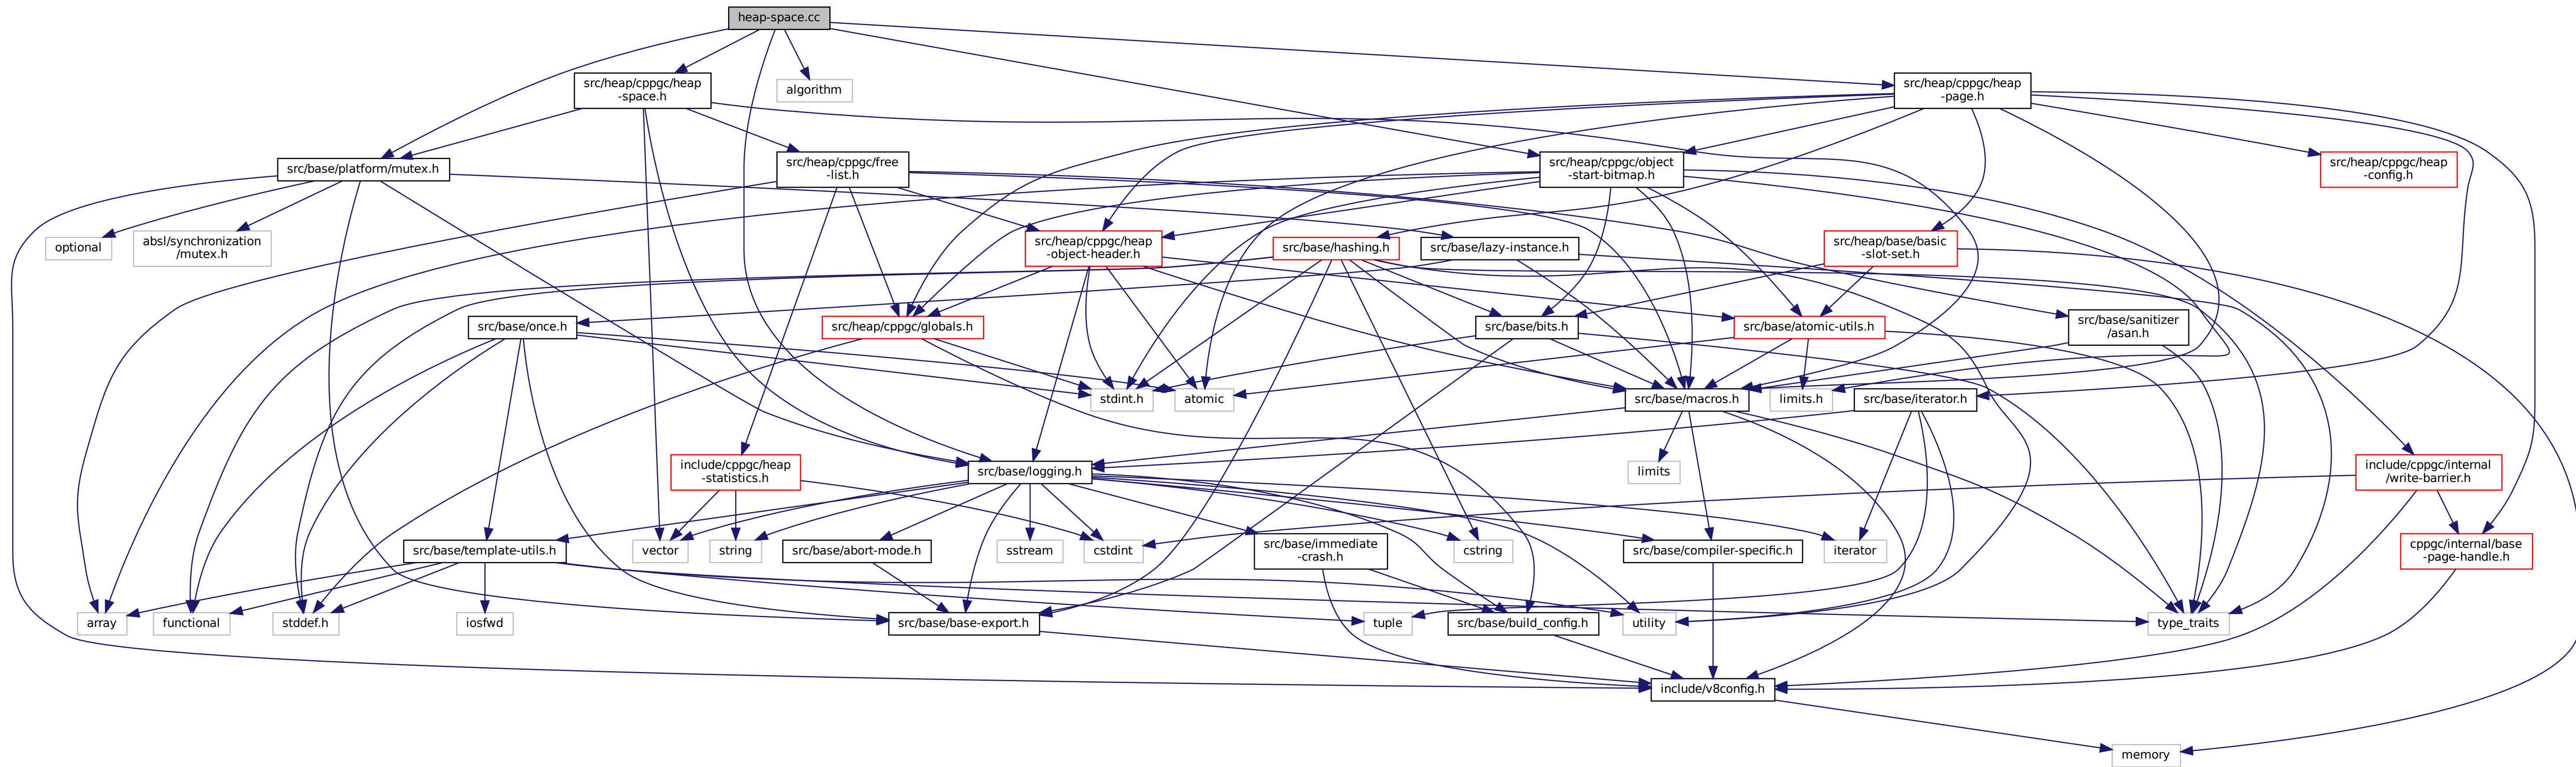 heap-space.cc
src/heap/cppgc/heap
-space.h
algorithm
src/heap/cppgc/heap
-page.h
src/base/platform/mutex.h
src/heap/cppgc/free
-list.h
src/heap/cppgc/object
-start-bitmap.h
src/heap/cppgc/heap
-config.h
optional
absl/synchronization
/mutex.h
src/heap/cppgc/heap
-object-header.h
src/base/hashing.h
src/base/lazy-instance.h
src/heap/base/basic
-slot-set.h
src/base/once.h
src/heap/cppgc/globals.h
src/base/bits.h
src/base/atomic-utils.h
src/base/sanitizer
/asan.h
stdint.h
atomic
src/base/macros.h
limits.h
src/base/iterator.h
include/cppgc/heap
-statistics.h
src/base/logging.h
limits
include/cppgc/internal
/write-barrier.h
src/base/template-utils.h
vector
string
src/base/abort-mode.h
sstream
cstdint
src/base/immediate
-crash.h
cstring
src/base/compiler-specific.h
iterator
cppgc/internal/base
-page-handle.h
array
functional
stddef.h
iosfwd
src/base/base-export.h
tuple
src/base/build_config.h
utility
type_traits
include/v8config.h
memory